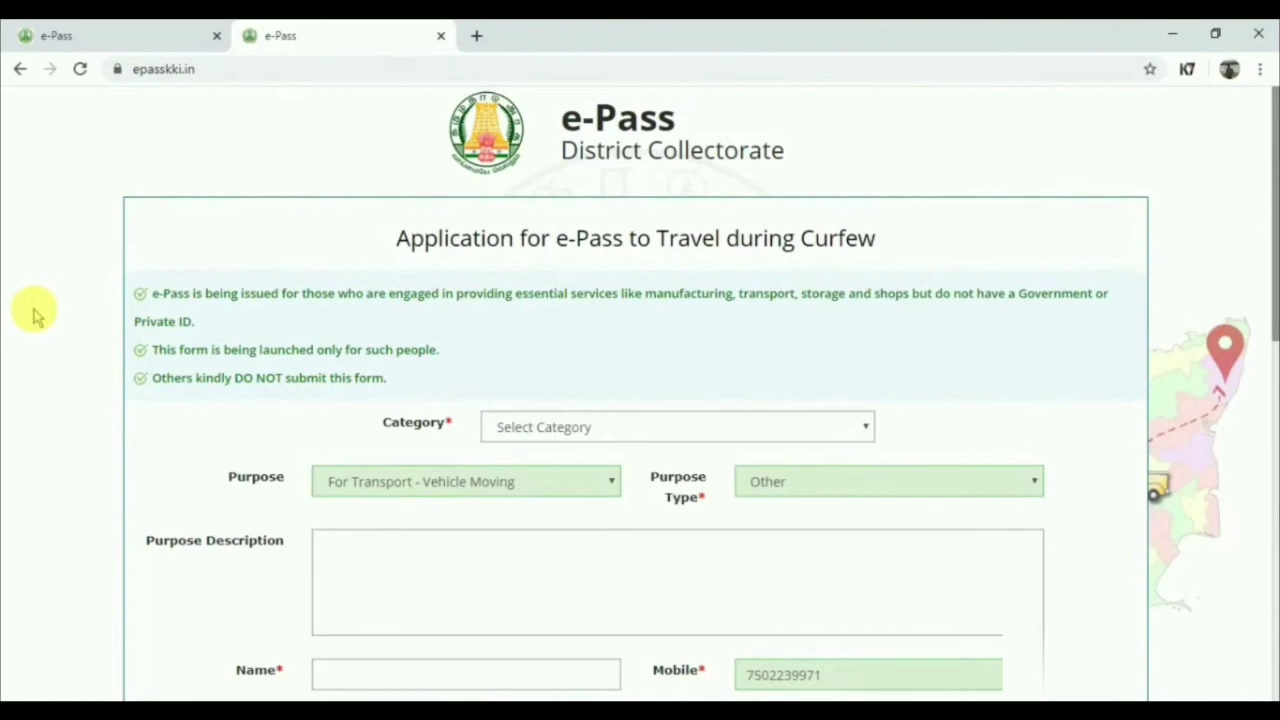 e-Pass
e-Pass
epasskki.in
K7
e-Pass
District Collectorate
Application for e-Pass to Travel during Curfew
e-Pass is being issued for those who are engaged in providing essential services like manufacturing, transport, storage and shops but do not have a Government or
Private ID.
This form is being launched only for such people.
Others kindly DO NOT submit this form.
Category*
Select Category
Purpose
For Transport - Vehicle Moving
Purpose
Type*
Other
Purpose Description
Name*
Mobile*
7502239971